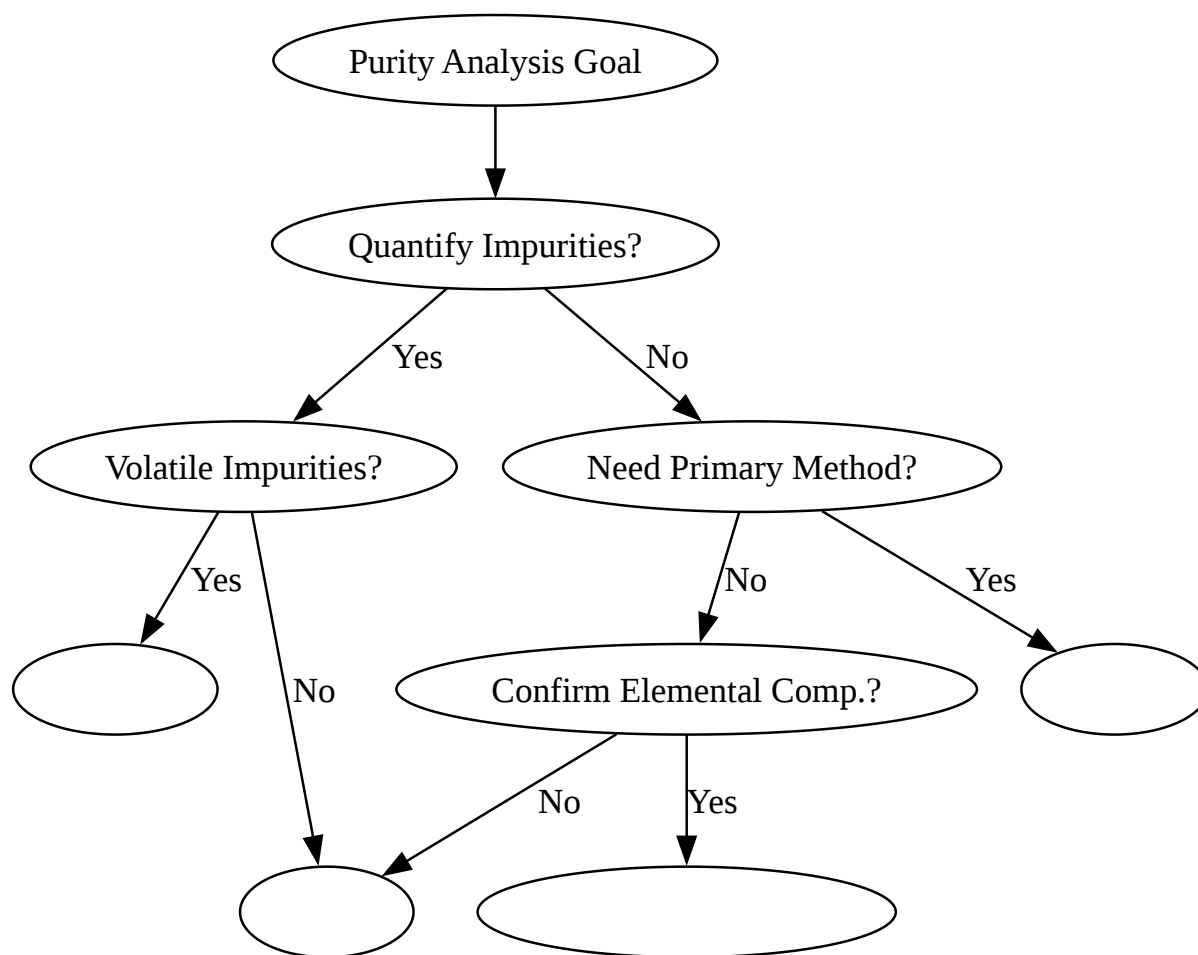 Purity Analysis Goal
Quantify Impurities?
Yes
No
Volatile Impurities?
Need Primary Method?
Yes
No
No
Yes
Confirm Elemental Comp.?
No
Yes